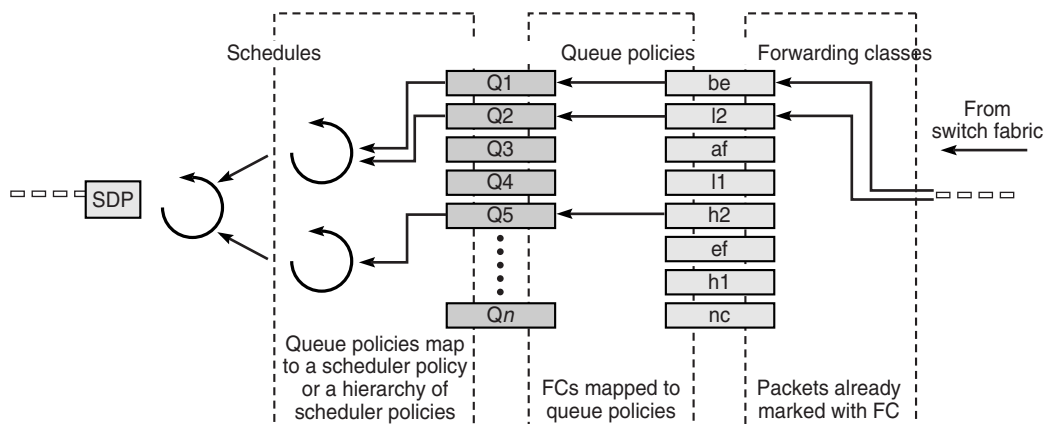 Schedules
Queue policies
Forwarding classes
Q1
be
Q2
l2
From
switch fabric
Q3
af
SDP
Q4
l1
Q5
h2
ef
h1
Qn
nc
Queue policies map
to a scheduler policy
or a hierarchy of
scheduler policies
FCs mapped to
queue policies
Packets already
marked with FC